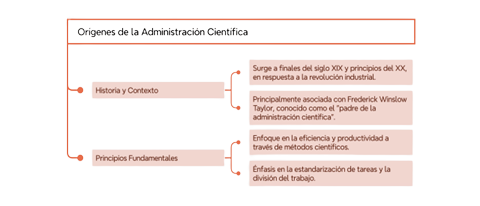 Origenes de la Administración Científica
Historia y Contexto
Surge a finales del siglo XIX y principios del XX,
en respuesta a la revolución industrial.
Principalmente asociada con Frederick Winslow
Taylor, conocido como el "padre de la
administración científica".
Principios Fundamentales
Enfoque en la eficiencia y productividad a
través de métodos científicos.
Énfasis en la estandarización de tareas y la
división del trabajo.